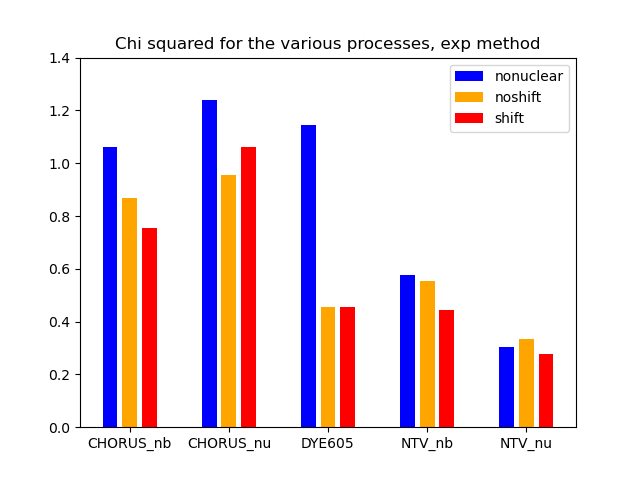 Chi squared for the various processes, exp method
1.4
1.2
1.0
0.8
0.6
0.4
0.2
0.0
nonuclear
noshift
shift
CHORUS_nb
CHORUS_nu
DYE605
NTV_nb
NTV_nu